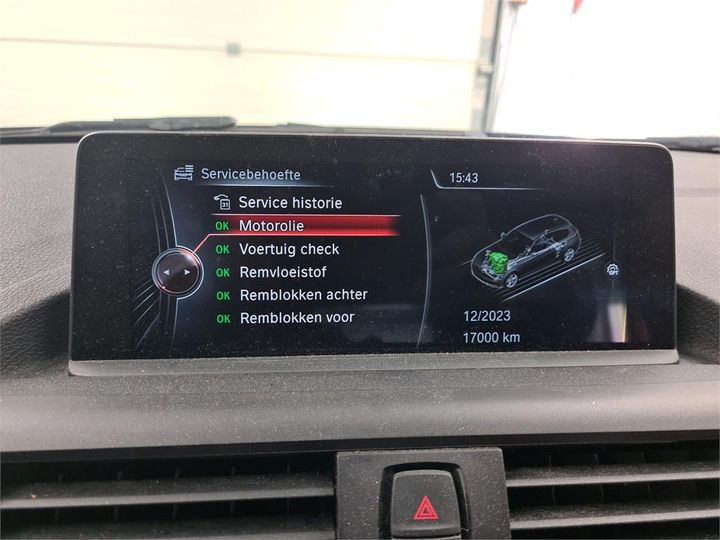 Servicebehoefte
15:43
Service historie
OK Motorolie
OK Voertuig check
OK Remvloeistof
OK Remblokken achter
OK Remblokken voor
12/2023
17000 km
OFF